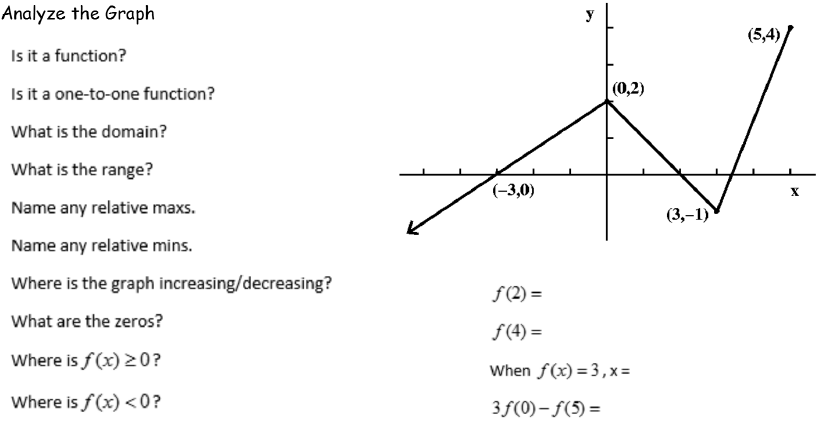 Analyze the Graph
Is it a function?
Is it a one-to-one function?
What is the domain?
What is the range?
Name any relative maxs.
Name any relative mins.
Where is the graph increasing/decreasing?
What are the zeros?
Where is f(x) ≥ 0?
Where is f(x) < 0?
y
(5,4)
(0,2)
(−3,0)
x
(3,−1)
f(2) =
f(4) =
When f(x) = 3, x =
3f(0) − f(5) =